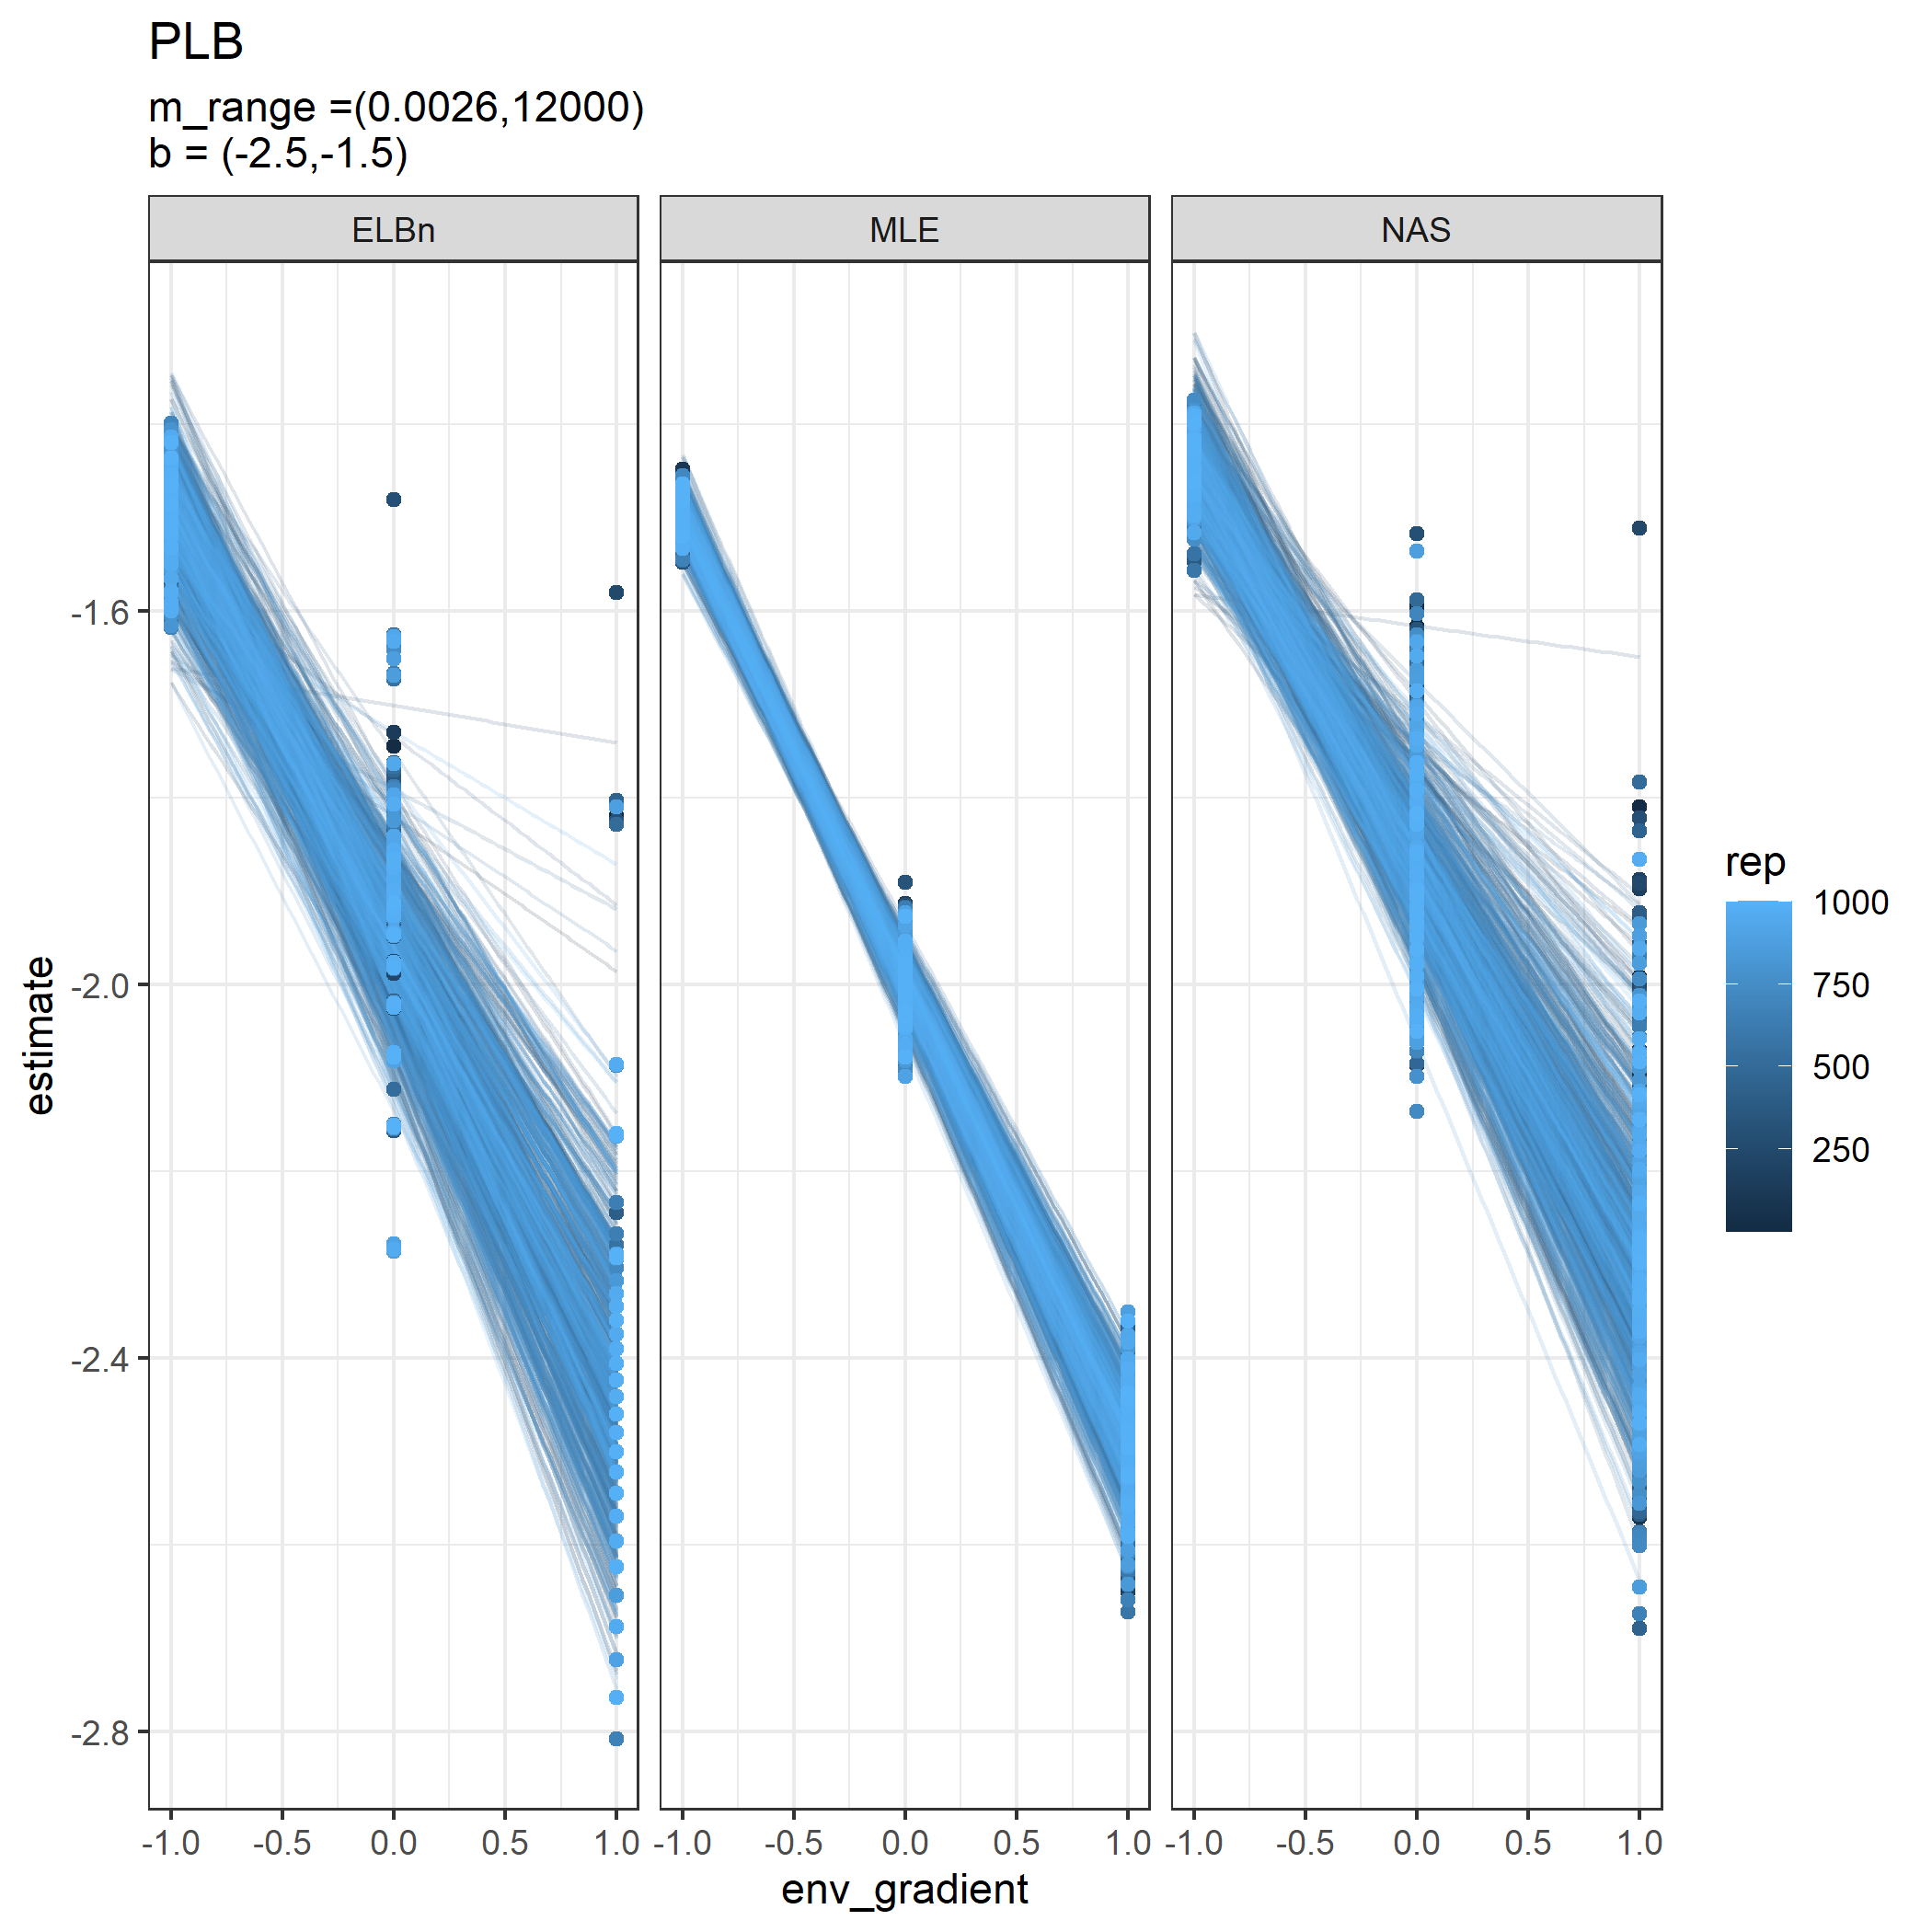 PLB
m_range =(0.0026,12000)
b = (-2.5,-1.5)
ELBn
MLE
NAS
estimate
-1.6
-2.0
-2.4
-2.8
-1.0 -0.5 0.0 0.5 1.0
-1.0 -0.5 0.0 0.5 1.0
-1.0 -0.5 0.0 0.5 1.0
env_gradient
rep
1000
750
500
250